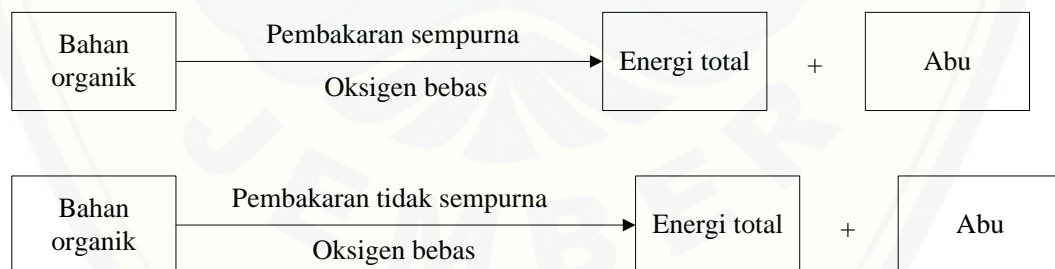 Bahan
organik
Pembakaran sempurna
Oksigen bebas
Energi total
+
Abu
Bahan
organik
Pembakaran tidak sempurna
Oksigen bebas
Energi total
+
Abu
JEMBER